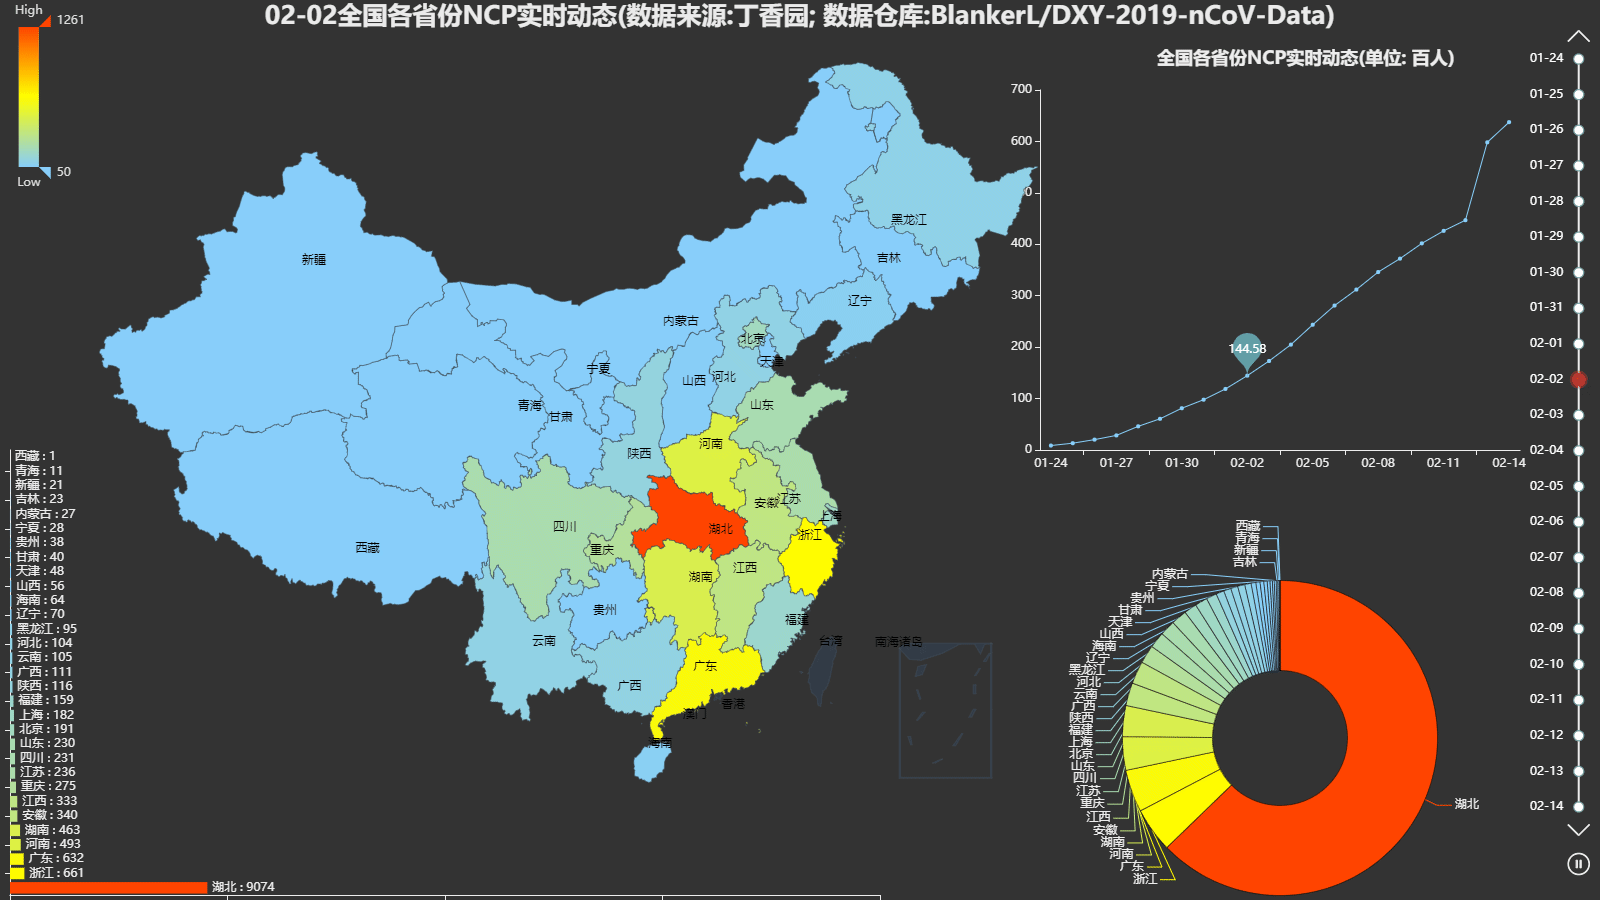 02-02全国各省份NCP实时动态(数据来源:丁香园; 数据仓库:BlankerL/DXY-2019-nCoV-Data)
High
1261
50
Low
全国各省份NCP实时动态(单位: 百人)
700
600
0
400
300
200
100
0
144.58
01-24
01-27
01-30
02-02
02-05
02-08
02-11
02-14
01-24
01-25
01-26
01-27
01-28
01-29
01-30
01-31
02-01
02-02
02-03
02-04
02-05
02-06
02-07
02-08
02-09
02-10
02-11
02-12
02-13
02-14
黑龙江
吉林
辽宁
新疆
内蒙古
北京
天津
宁夏
山西
河北
青海
甘肃
山东
河南
陕西
安徽
江苏
上海
四川
湖北
浙江
重庆
西藏
湖南
江西
贵州
福建
云南
台湾
南海诸岛
广东
广西
香港
澳门
海南
西藏 : 1
青海 : 11
新疆 : 21
吉林 : 23
内蒙古 : 27
宁夏 : 28
贵州 : 38
甘肃 : 40
天津 : 48
山西 : 56
海南 : 64
辽宁 : 70
黑龙江 : 95
河北 : 104
云南 : 105
广西 : 111
陕西 : 116
福建 : 159
上海 : 182
北京 : 191
山东 : 230
四川 : 231
江苏 : 236
重庆 : 275
江西 : 333
安徽 : 340
湖南 : 463
河南 : 493
广东 : 632
浙江 : 661
湖北 : 9074
西藏
青海
新疆
吉林
内蒙古
宁夏
贵州
甘肃
天津
山西
海南
辽宁
黑龙江
河北
云南
广西
陕西
福建
上海
北京
山东
四川
江苏
重庆
江西
安徽
湖南
河南
广东
浙江
湖北